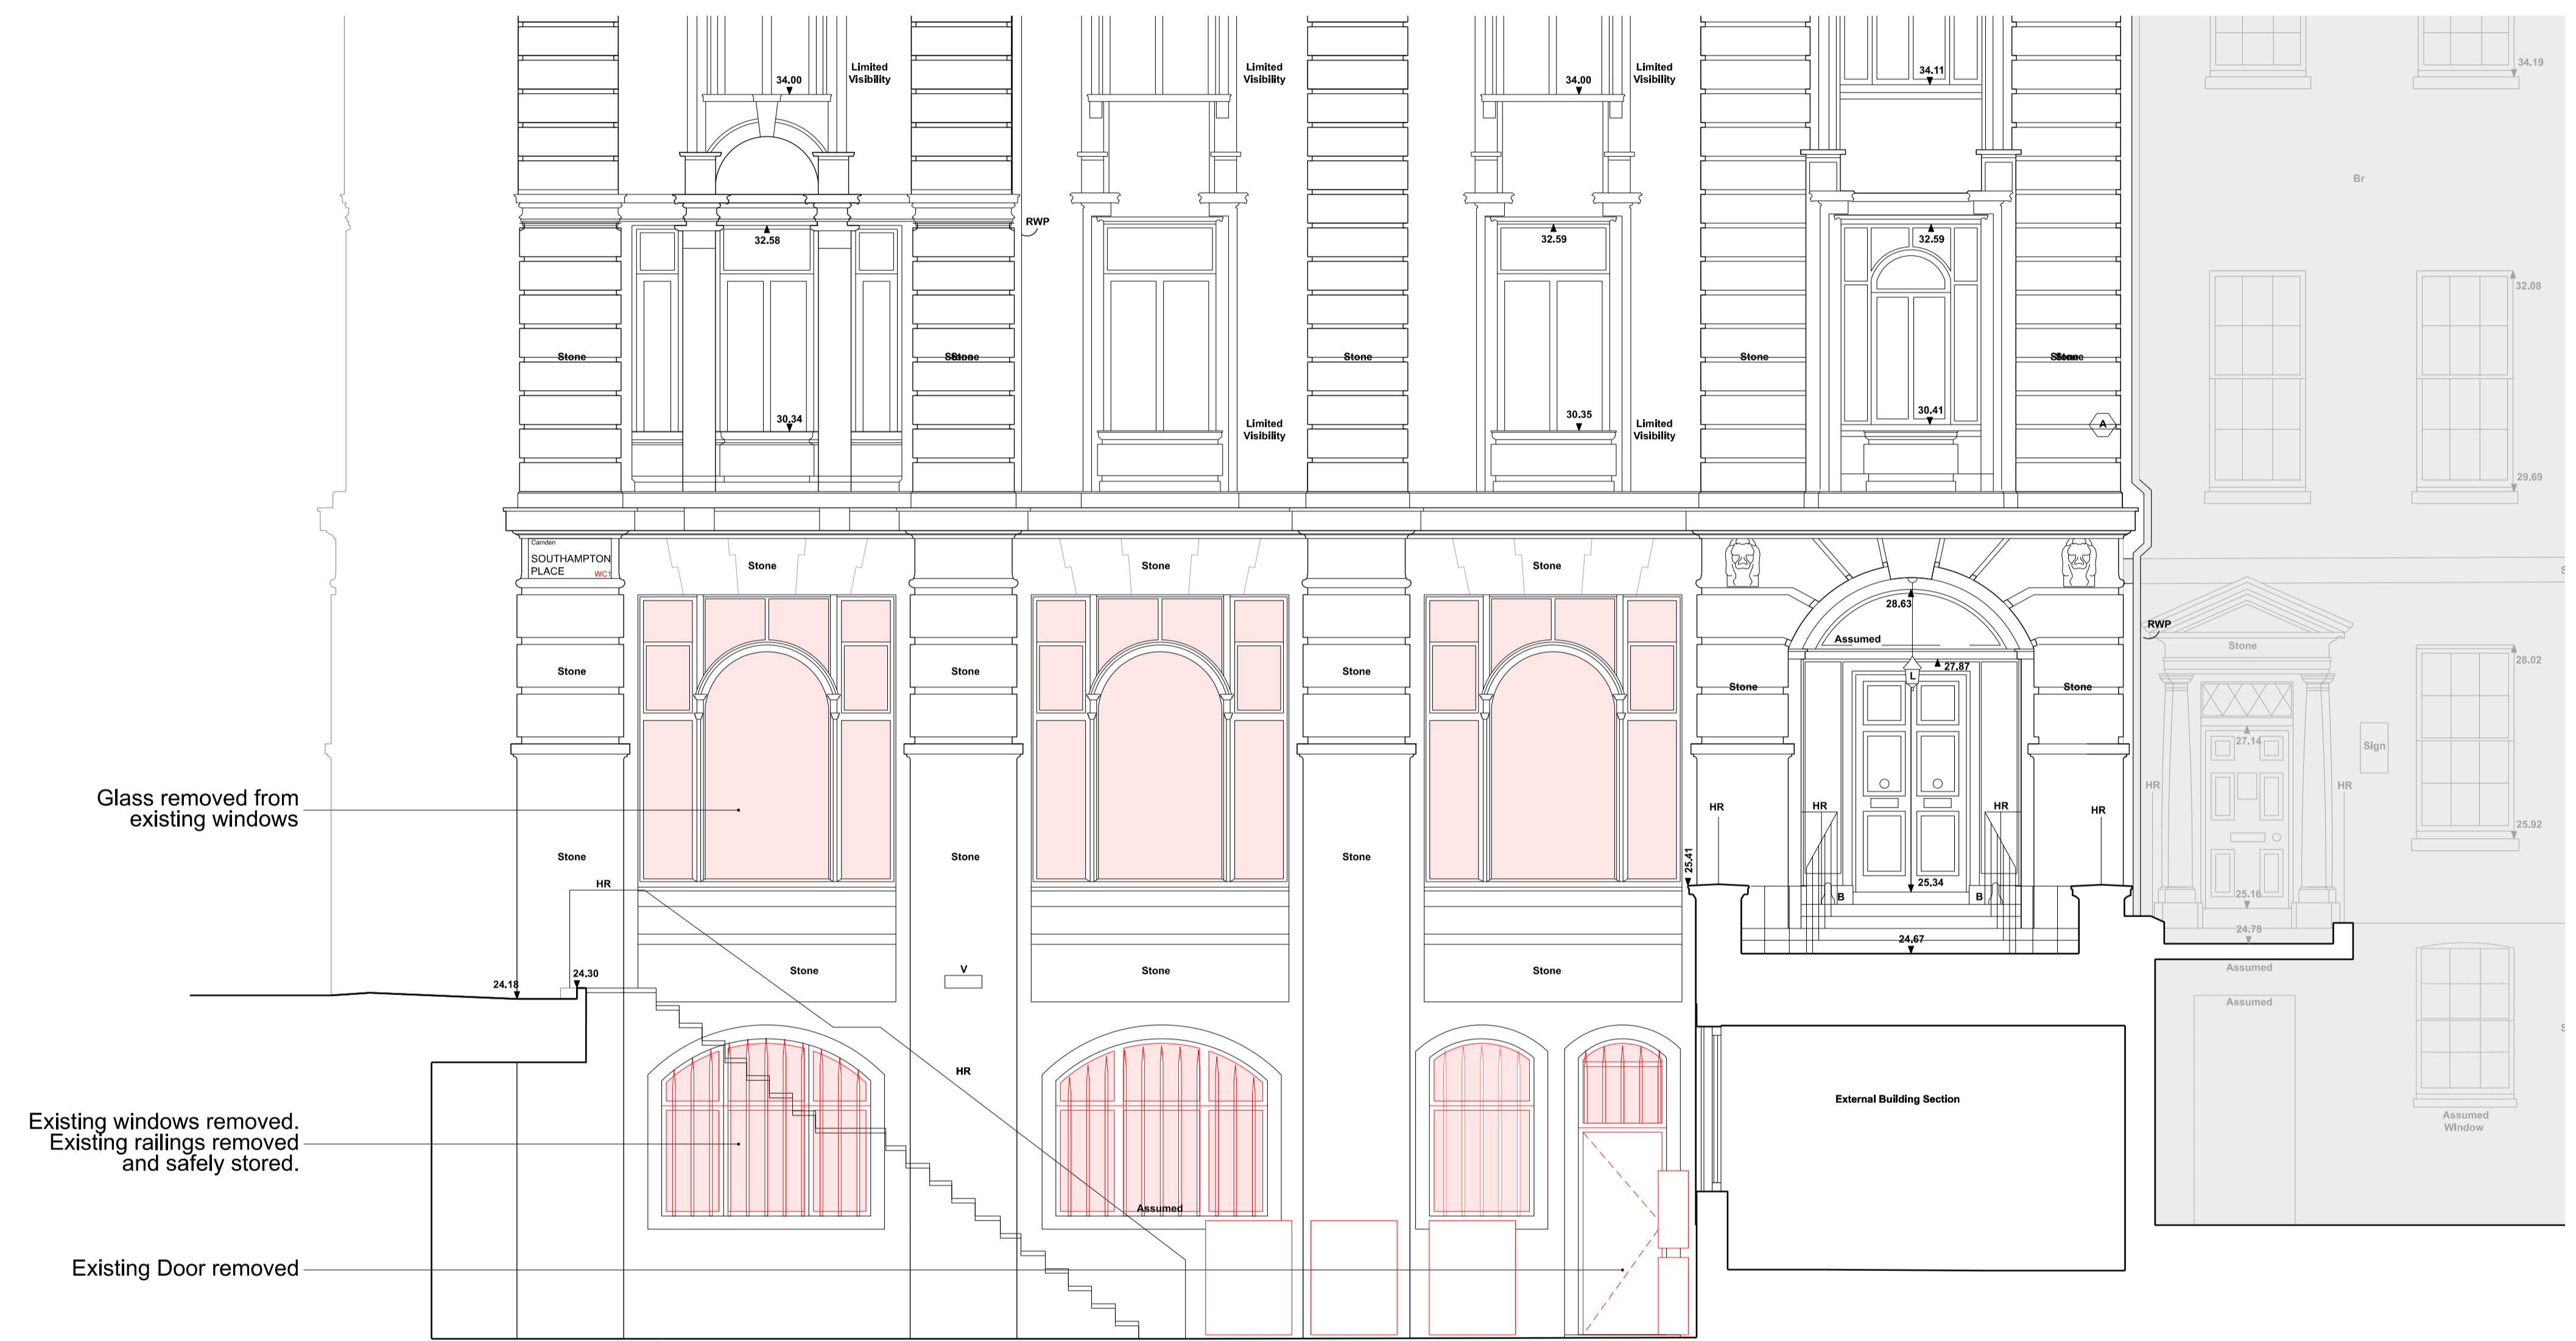 Limited
Visibility
Limited
Visibility
Limited
Visibility
34.00
34.00
34.11
34.19
Br
RWP
32.58
32.59
32.59
32.08
Stone
Stone
Stone
Stone
Stone
30.34
Limited
Visibility
30.35
Limited
Visibility
30.41
A
29.69
Camden
SOUTHAMPTON
PLACE
WC1
Stone
Stone
Stone
28.63
Assumed
27.87
L
RWP
Stone
28.02
Stone
Stone
Stone
Stone
Stone
27.14
Sign
HR
HR
Glass removed from
existing windows
HR
HR
HR
HR
25.92
Stone
Stone
Stone
25.41
HR
25.34
B
B
25.16
24.67
24.78
Stone
V
Stone
Stone
24.18
24.30
Assumed
Assumed
HR
External Building Section
Assumed
Window
Existing windows removed.
Existing railings removed
and safely stored.
Assumed
Existing Door removed